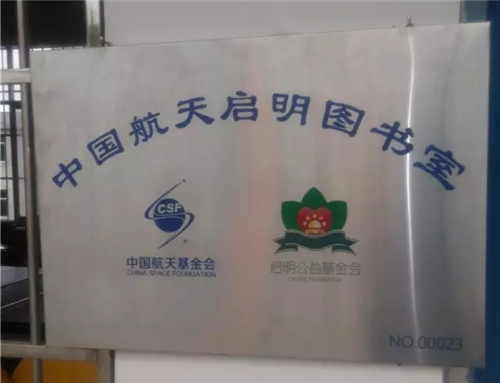 中国航天启明图书室
CSF
中国航天基金会
CHINA SPACE FOUNDATION
启明公益基金会
NO.00023